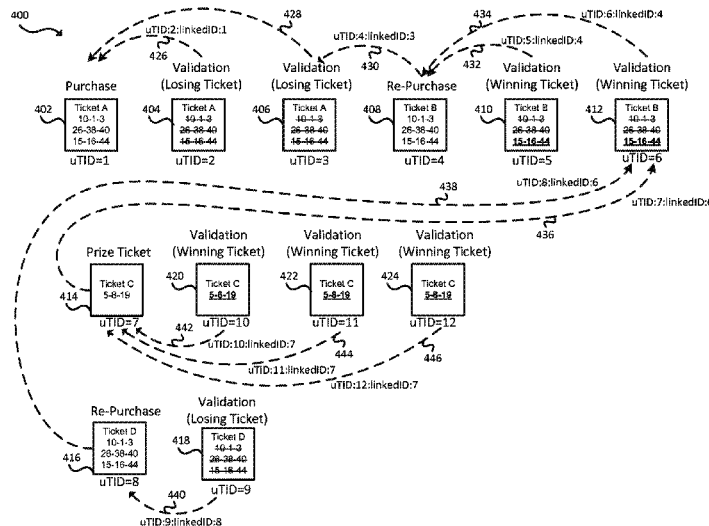 400
uTID:2:linkedID:1
426
428
uTID:4:linkedID:3
430
434
uTID:6:linkedID:4
uTID:5:linkedID:4
432
Purchase
Validation
(Losing Ticket)
Validation
(Losing Ticket)
Re-Purchase
Validation
(Winning Ticket)
Validation
(Winning Ticket)
402
Ticket A
10-1-3
26-38-40
15-16-44
uTID=1
404
Ticket A
10-1-3
26-38-40
15-16-44
uTID=2
406
Ticket A
10-1-3
26-38-40
15-16-44
uTID=3
408
Ticket B
10-1-3
26-38-40
15-16-44
uTID=4
410
Ticket B
10-1-3
26-38-40
15-16-44
uTID=5
412
Ticket B
10-1-3
26-38-40
15-16-44
uTID=6
438
uTID:8:linkedID:6
436
uTID:7:linkedID:
Prize Ticket
Validation
(Winning Ticket)
Validation
(Winning Ticket)
Validation
(Winning Ticket)
414
Ticket C
5-8-19
uTID=7
420
Ticket C
5-8-19
uTID=10
422
Ticket C
5-8-19
uTID=11
424
Ticket C
5-8-19
uTID=12
442
uTID:10:linkedID:7
444
uTID:11:linkedID:7
446
uTID:12:linkedID:7
Re-Purchase
Validation
(Losing Ticket)
416
Ticket D
10-1-3
26-38-40
15-16-44
uTID=8
418
Ticket D
10-1-3
26-38-40
15-16-44
uTID=9
440
uTID:9:linkedID:8